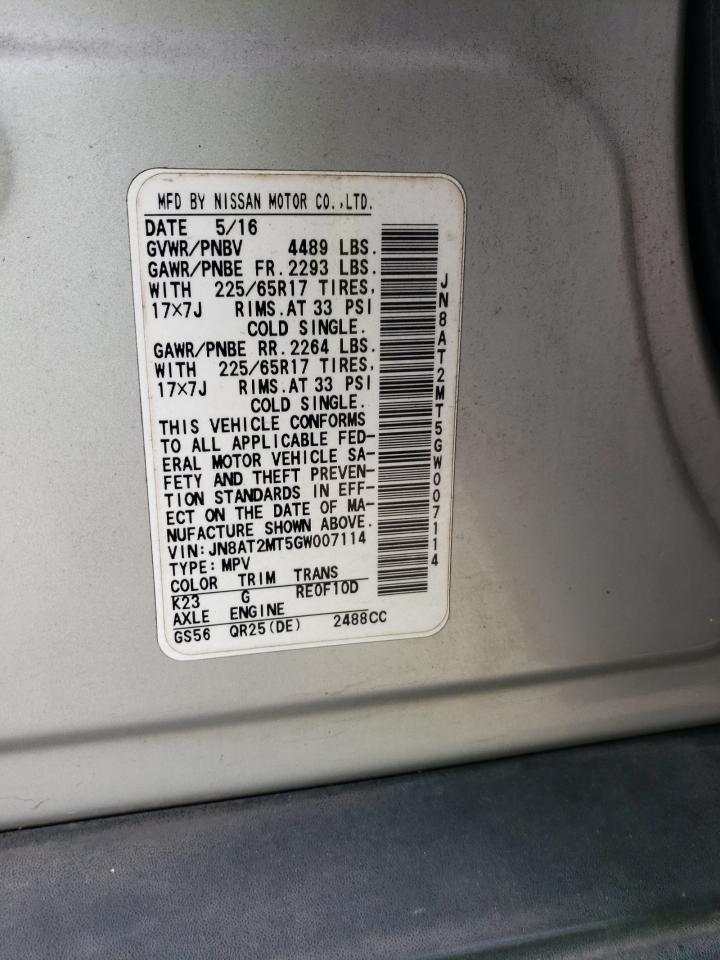 MFD BY NISSAN MOTOR CO.,LTD.
DATE 5/16
GVWR/PNBV 4489 LBS.
GAWR/PNBE FR.2293 LBS.
WITH 225/65R17 TIRES,
17×7J RIMS.AT 33 PSI
COLD SINGLE.
GAWR/PNBE RR.2264 LBS.
WITH 225/65R17 TIRES,
17×7J RIMS.AT 33 PSI
COLD SINGLE.
THIS VEHICLE CONFORMS
TO ALL APPLICABLE FED-
ERAL MOTOR VEHICLE SA-
FETY AND THEFT PREVEN-
TION STANDARDS IN EFF-
ECT ON THE DATE OF MA-
NUFACTURE SHOWN ABOVE.
VIN:JN8AT2MT5GW007114
TYPE:MPV
COLOR TRIM TRANS
K23 G RE0F10D
AXLE ENGINE
GS56 QR25(DE) 2488CC
JN8AT2MT5GW007114